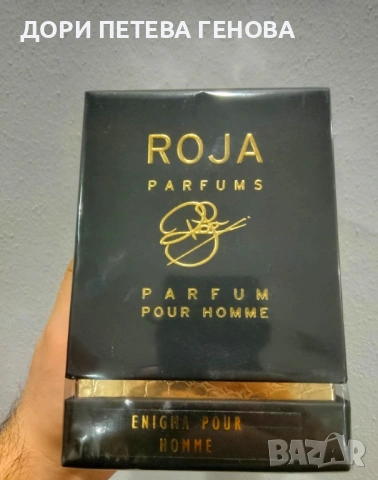 ДОРИ ПЕТЕВА ГЕНОВА
ROJA
PARFUMS
PARFUM
POUR HOMME
ENIGMA POUR
HOMME
BAZAR